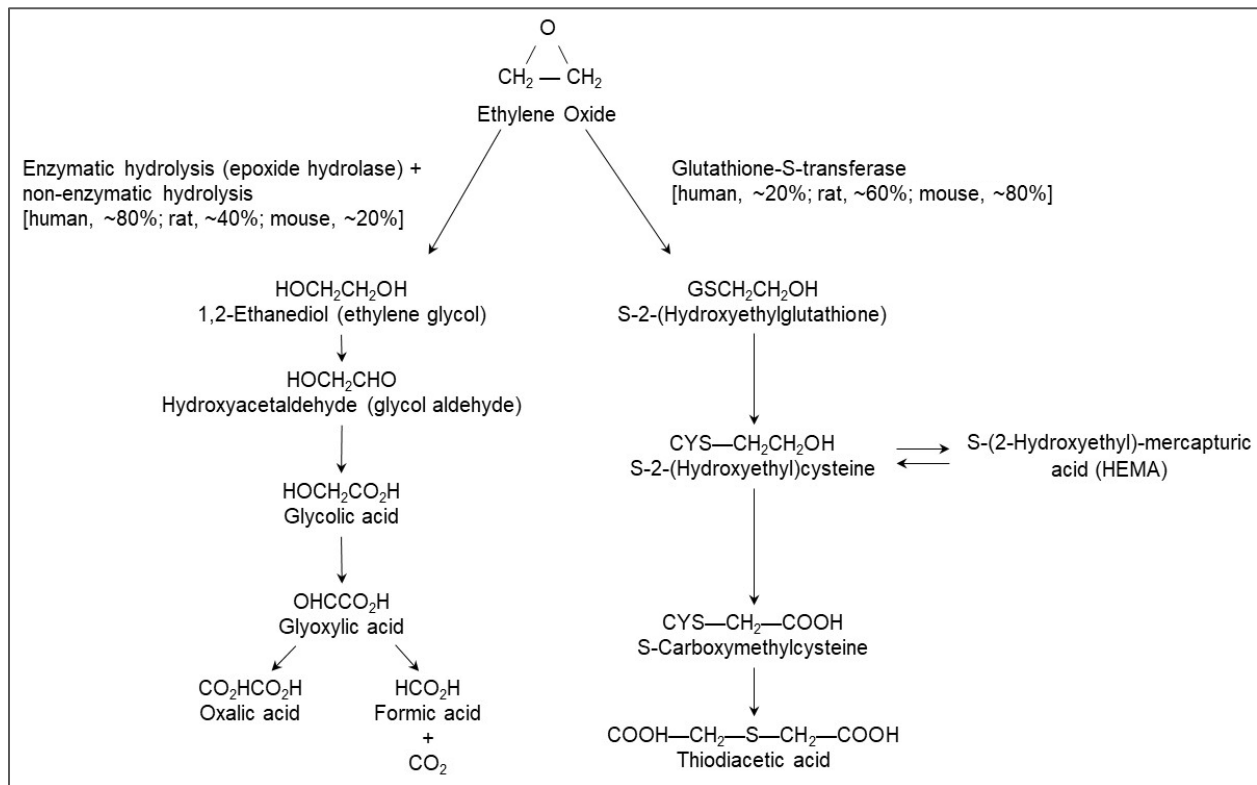 O
CH₂ — CH₂
Ethylene Oxide
Enzymatic hydrolysis (epoxide hydrolase) +
non-enzymatic hydrolysis
[human, ~80%; rat, ~40%; mouse, ~20%]
Glutathione-S-transferase
[human, ~20%; rat, ~60%; mouse, ~80%]
HOCH₂CH₂OH
1,2-Ethanediol (ethylene glycol)
HOCH₂CHO
Hydroxyacetaldehyde (glycol aldehyde)
HOCH₂CO₂H
Glycolic acid
OHCCO₂H
Glyoxylic acid
CO₂HCO₂H
Oxalic acid
HCO₂H
Formic acid
+
CO₂
GSCH₂CH₂OH
S-2-(Hydroxyethylglutathione)
CYS—CH₂CH₂OH
S-2-(Hydroxyethyl)cysteine
S-(2-Hydroxyethyl)-mercapturic
acid (HEMA)
CYS—CH₂—COOH
S-Carboxymethylcysteine
COOH—CH₂—S—CH₂—COOH
Thiodiacetic acid